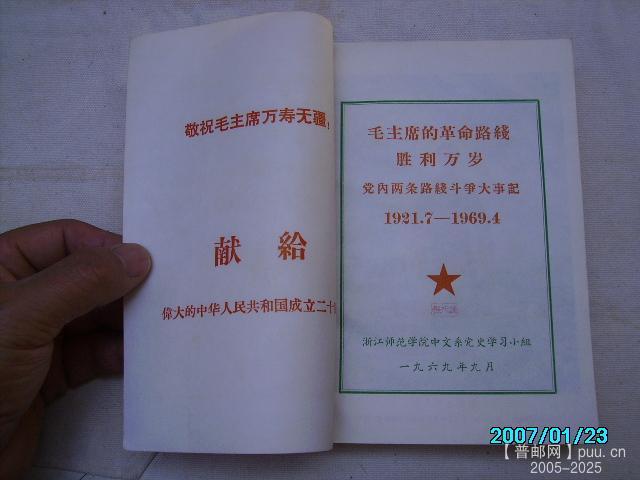 敬祝毛主席万寿无疆！
献給
偉大的中华人民共和国成立二十
毛主席的革命路綫
胜利万岁
党內两条路綫斗爭大事記
1921.7—1969.4
浙江师范学院中文系党史学习小組
一九六九年九月
2007/01/23
【普邮网】puu.cn
2005-2025